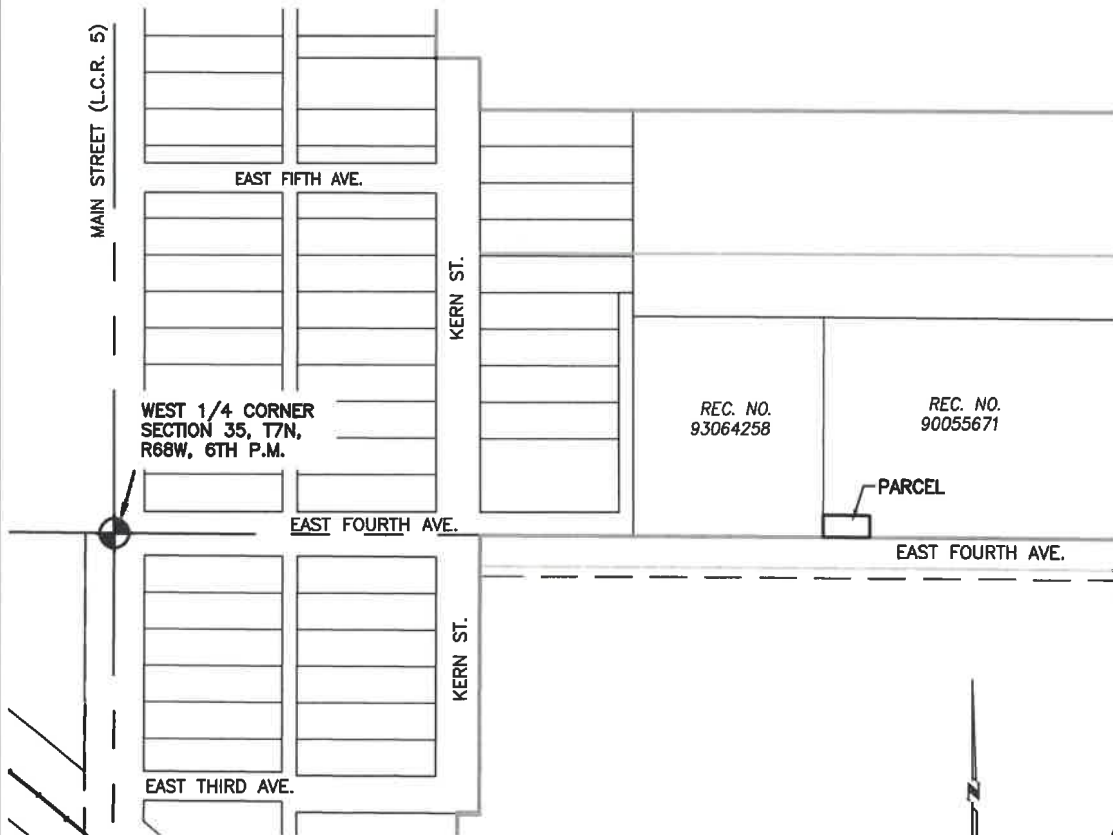 MAIN STREET (L.C.R. 5)
EAST FIFTH AVE.
KERN ST.
WEST 1/4 CORNER
SECTION 35, T7N,
R68W, 6TH P.M.
REC. NO.
93064258
REC. NO.
90055671
PARCEL
EAST FOURTH AVE.
EAST FOURTH AVE.
KERN ST.
EAST THIRD AVE.
N